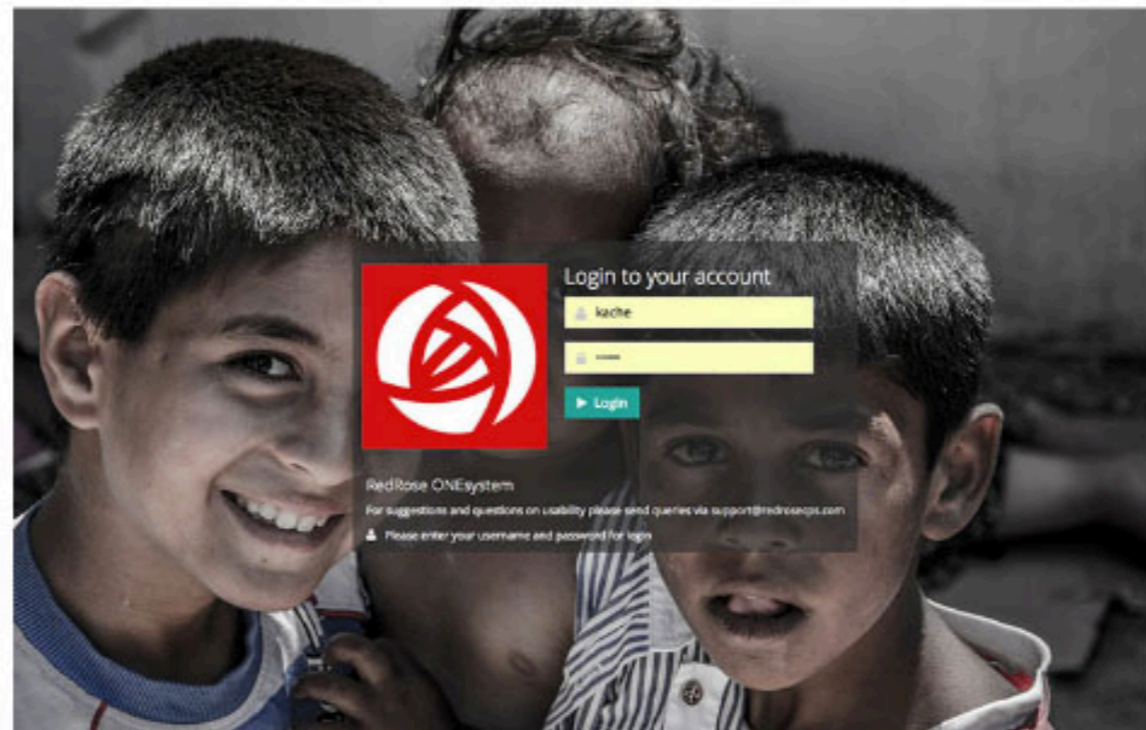 Login to your account
kache
Login
RedRose ONEsystem
For suggestions and questions on usability please send queries via support@redrosecps.com
Please enter your username and password for login